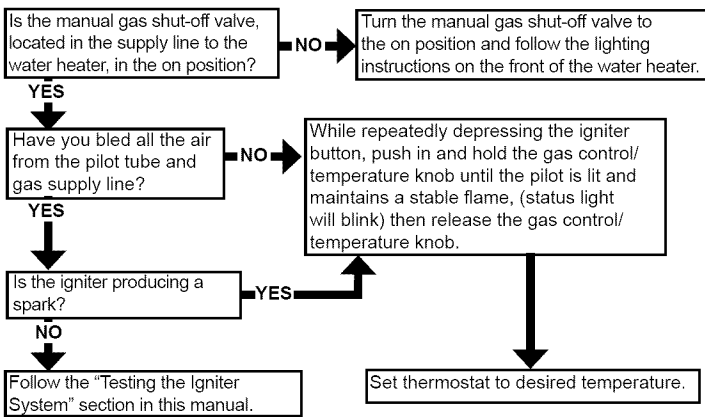 Is the manual gas shut-off valve,
located in the supply line to the
water heater, in the on position?
NO
Turn the manual gas shut-off valve to
the on position and follow the lighting
instructions on the front of the water heater.
YES
Have you bled all the air
from the pilot tube and
gas supply line?
NO
While repeatedly depressing the igniter
button, push in and hold the gas control/
temperature knob until the pilot is lit and
maintains a stable flame, (status light
will blink) then release the gas control/
temperature knob.
YES
Is the igniter producing a
spark?
YES
NO
Follow the “Testing the Igniter
System” section in this manual.
Set thermostat to desired temperature.